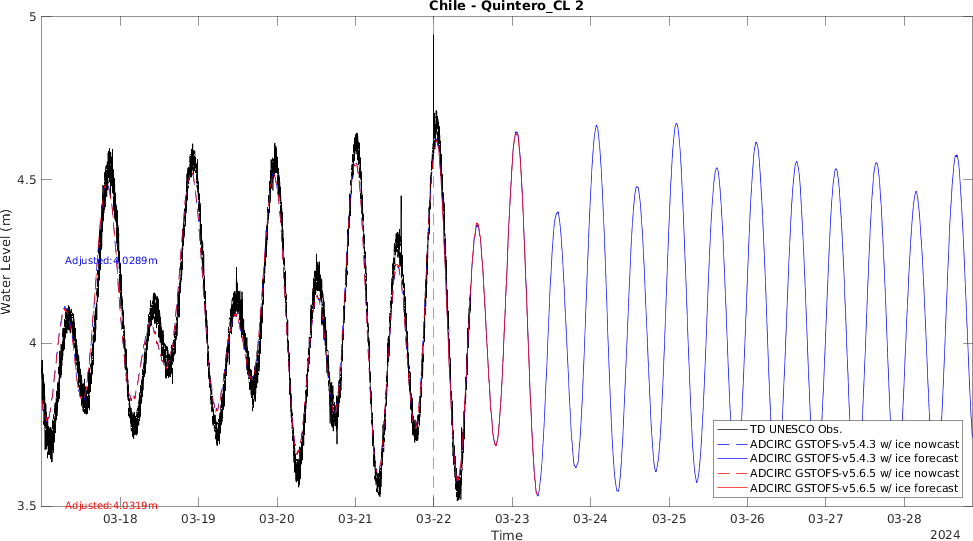 Chile - Quintero_CL 2
5
4.5
4
3.5
Water Level (m)
Adjusted:4.0289m
Adjusted:4.0319m
TD UNESCO Obs.
ADCIRC GSTOFS-v5.4.3 w/ ice nowcast
ADCIRC GSTOFS-v5.4.3 w/ ice forecast
ADCIRC GSTOFS-v5.6.5 w/ ice nowcast
ADCIRC GSTOFS-v5.6.5 w/ ice forecast
03-18 03-19 03-20 03-21 03-22 03-23 03-24 03-25 03-26 03-27 03-28
Time
2024